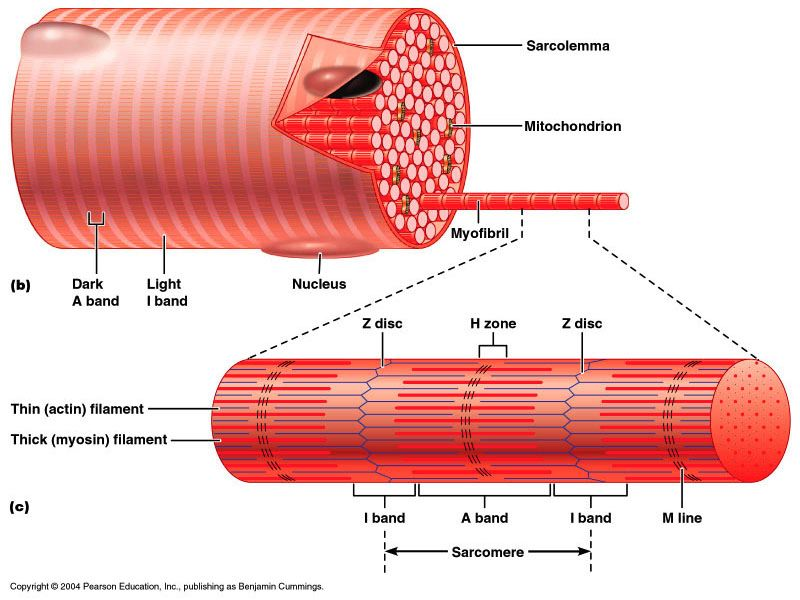 Sarcolemma
Mitochondrion
Myofibril
(b)
Dark
A band
Light
I band
Nucleus
Z disc
H zone
Z disc
Thin (actin) filament
Thick (myosin) filament
(c)
I band
A band
I band
M line
Sarcomere
Copyright © 2004 Pearson Education, Inc., publishing as Benjamin Cummings.